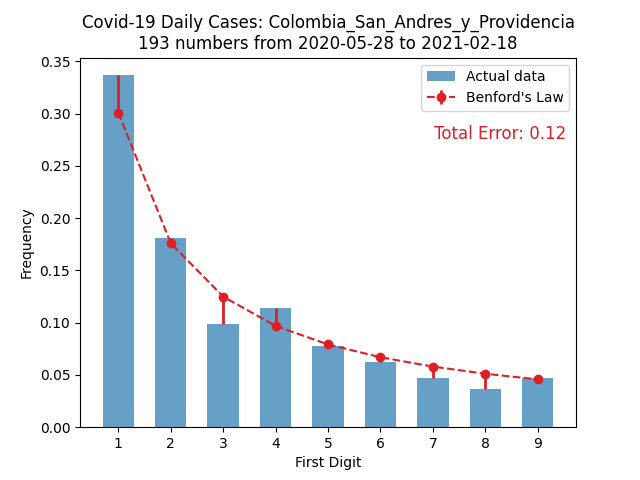 Covid-19 Daily Cases: Colombia_San_Andres_y_Providencia
193 numbers from 2020-05-28 to 2021-02-18
Actual data
Benford's Law
Total Error: 0.12
0.35
0.30
0.25
0.20
0.15
0.10
0.05
0.00
Frequency
1 2 3 4 5 6 7 8 9
First Digit